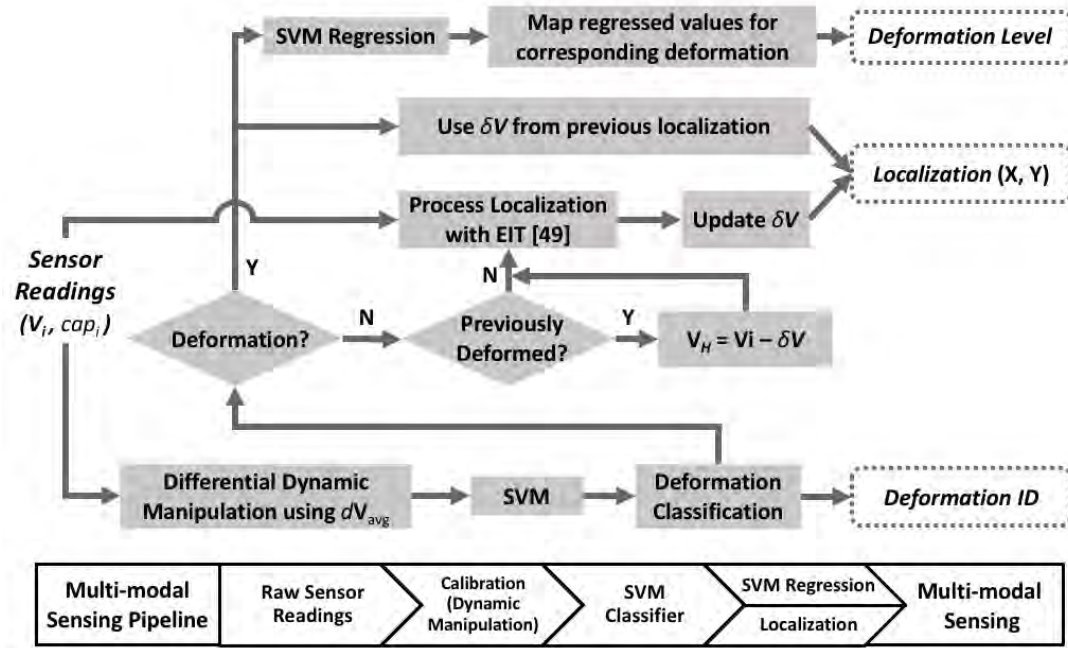 SVM Regression
Map regressed values for
corresponding deformation
Deformation Level
Use δV from previous localization
Localization (X, Y)
Process Localization
with EIT [49]
Update δV
Sensor
Readings
(Vi, capi)
Y
N
Deformation?
N
Previously
Deformed?
Y
VH = Vi – δV
Differential Dynamic
Manipulation using dVavg
SVM
Deformation
Classification
Deformation ID
Multi-modal
Sensing Pipeline
Raw Sensor
Readings
Calibration
(Dynamic
Manipulation)
SVM
Classifier
SVM Regression
Localization
Multi-modal
Sensing